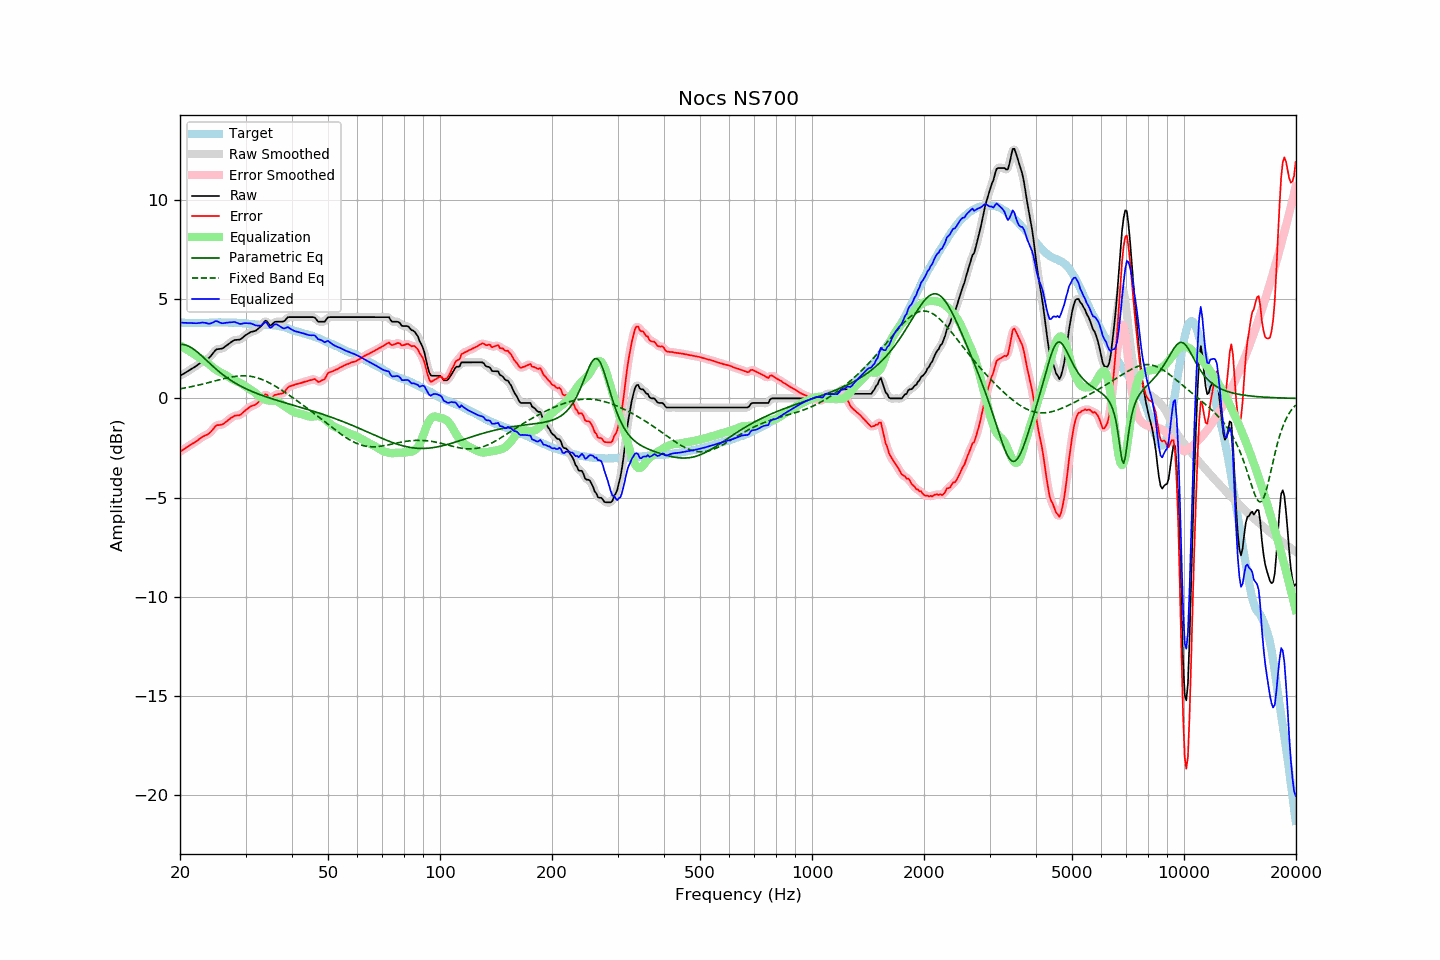 Nocs NS700
Target
Raw Smoothed
Error Smoothed
Raw
Error
Equalization
Parametric Eq
Fixed Band Eq
Equalized
10
5
0
−5
−10
−15
−20
Amplitude (dBr)
20 50 100 200 500 1000 2000 5000 10000 20000
Frequency (Hz)